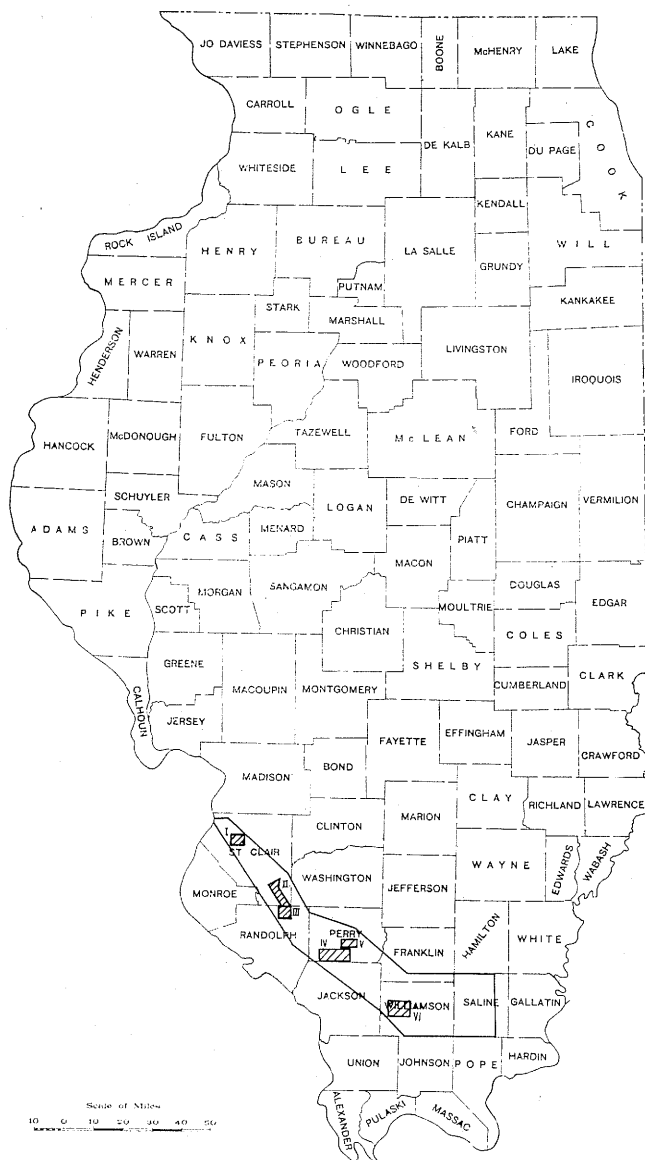 JO DAVIESS
STEPHENSON
WINNEBAGO
BOONE
McHENRY
LAKE
CARROLL
OGLE
DE KALB
KANE
COOK
DU PAGE
WHITESIDE
LEE
KENDALL
ROCK ISLAND
HENRY
BUREAU
LA SALLE
WILL
GRUNDY
MERCER
PUTNAM
KANKAKEE
STARK
MARSHALL
HENDERSON
WARREN
KNOX
PEORIA
WOODFORD
LIVINGSTON
IROQUOIS
HANCOCK
McDONOUGH
FULTON
TAZEWELL
McLEAN
FORD
MASON
SCHUYLER
LOGAN
DE WITT
CHAMPAIGN
VERMILION
ADAMS
BROWN
CASS
MENARD
PIATT
MACON
MORGAN
SANGAMON
DOUGLAS
PIKE
SCOTT
MOULTRIE
EDGAR
CHRISTIAN
COLES
GREENE
SHELBY
MACOUPIN
MONTGOMERY
CUMBERLAND
CLARK
CALHOUN
JERSEY
FAYETTE
EFFINGHAM
JASPER
CRAWFORD
BOND
MADISON
CLAY
RICHLAND
LAWRENCE
MARION
CLINTON
I
ST CLAIR
WAYNE
EDWARDS
WABASH
II
WASHINGTON
JEFFERSON
MONROE
III
RANDOLPH
PERRY
HAMILTON
WHITE
IV
V
FRANKLIN
JACKSON
WILLIAMSON
VI
SALINE
GALLATIN
UNION
JOHNSON
POPE
HARDIN
ALEXANDER
PULASKI
MASSAC
Scale of Miles
10 0 10 20 30 40 50